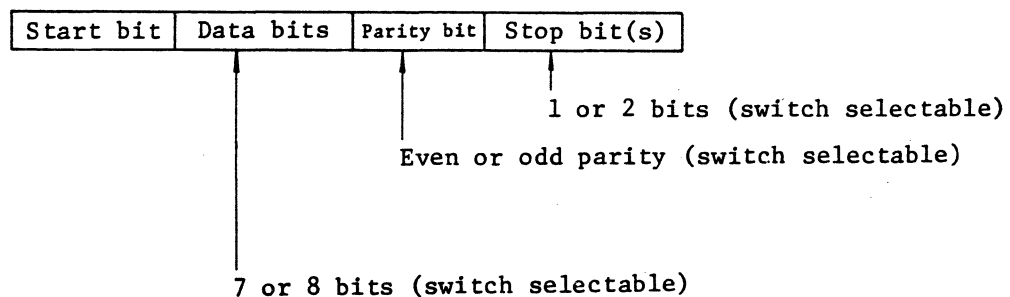 Start bit Data bits Parity bit Stop bit(s)
1 or 2 bits (switch selectable)
Even or odd parity (switch selectable)
7 or 8 bits (switch selectable)